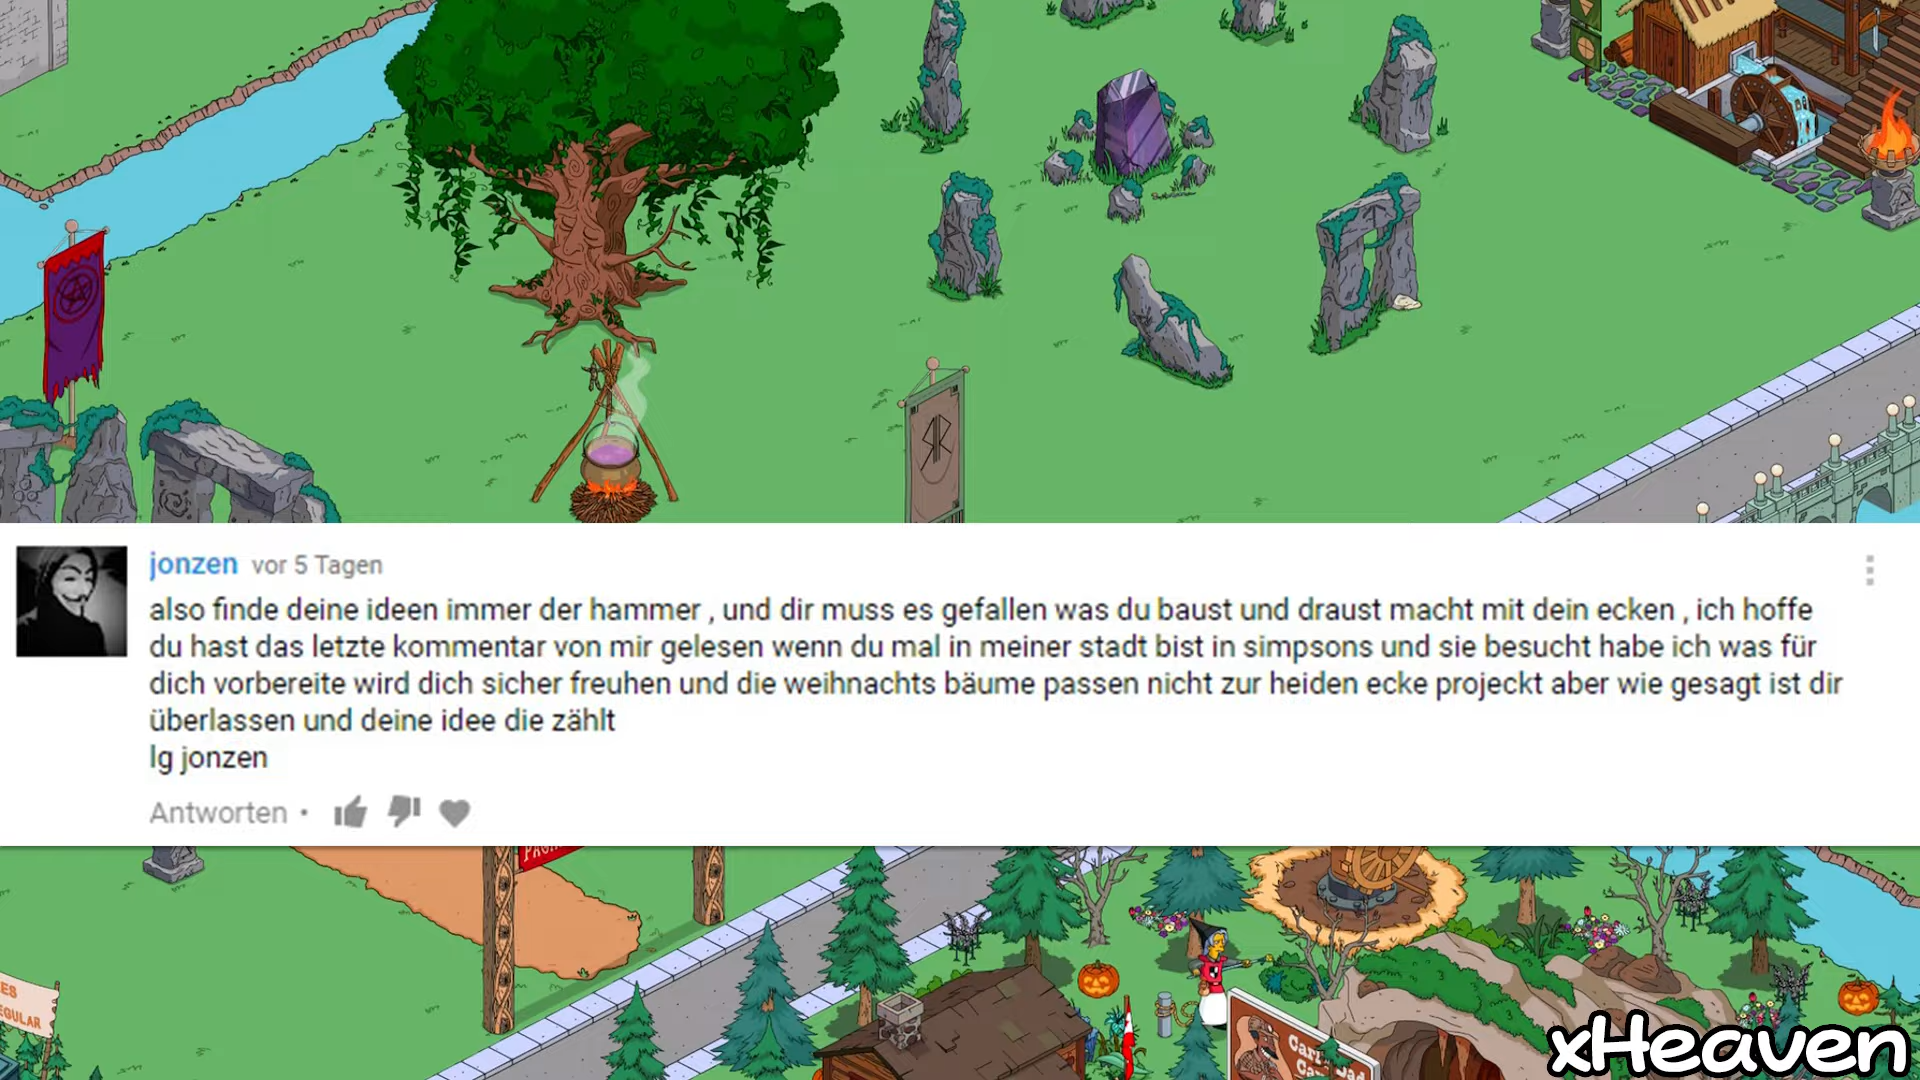 jonzen vor 5 Tagen
also finde deine ideen immer der hammer , und dir muss es gefallen was du baust und draust macht mit dein ecken , ich hoffe
du hast das letzte kommentar von mir gelesen wenn du mal in meiner stadt bist in simpsons und sie besucht habe ich was für
dich vorbereite wird dich sicher freuhen und die weihnachts bäume passen nicht zur heiden ecke projeckt aber wie gesagt ist dir
überlassen und deine idee die zählt
lg jonzen
Antworten •
ES
EGULAR
xHeaven